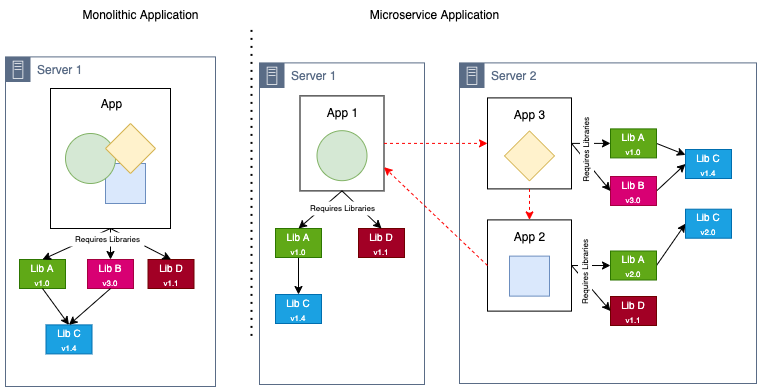 Monolithic Application
Microservice Application
Server 1
App
Requires Libraries
Lib A
v1.0
Lib B
v3.0
Lib D
v1.1
Lib C
v1.4
Server 1
App 1
Requires Libraries
Lib A
v1.0
Lib D
v1.1
Lib C
v1.4
Server 2
App 3
Requires Libraries
Lib A
v1.0
Lib B
v3.0
Lib C
v1.4
App 2
Requires Libraries
Lib A
v2.0
Lib D
v1.1
Lib C
v2.0